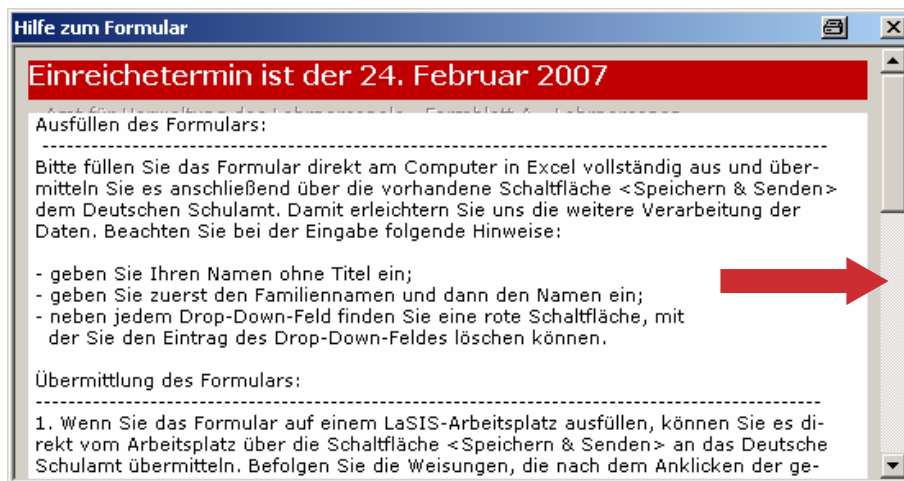 Hilfe zum Formular
Einreichetermin ist der 24. Februar 2007
Ausfüllen des Formulars:
--------------------------------------------------------------------------------
Bitte füllen Sie das Formular direkt am Computer in Excel vollständig aus und über-
mitteln Sie es anschließend über die vorhandene Schaltfläche <Speichern & Senden>
dem Deutschen Schulamt. Damit erleichtern Sie uns die weitere Verarbeitung der
Daten. Beachten Sie bei der Eingabe folgende Hinweise:
- geben Sie Ihren Namen ohne Titel ein;
- geben Sie zuerst den Familiennamen und dann den Namen ein;
- neben jedem Drop-Down-Feld finden Sie eine rote Schaltfläche, mit
der Sie den Eintrag des Drop-Down-Feldes löschen können.
Übermittlung des Formulars:
--------------------------------------------------------------------------------
1. Wenn Sie das Formular auf einem LaSIS-Arbeitsplatz ausfüllen, können Sie es di-
rekt vom Arbeitsplatz über die Schaltfläche <Speichern & Senden> an das Deutsche
Schulamt übermitteln. Befolgen Sie die Weisungen, die nach dem Anklicken der ge-